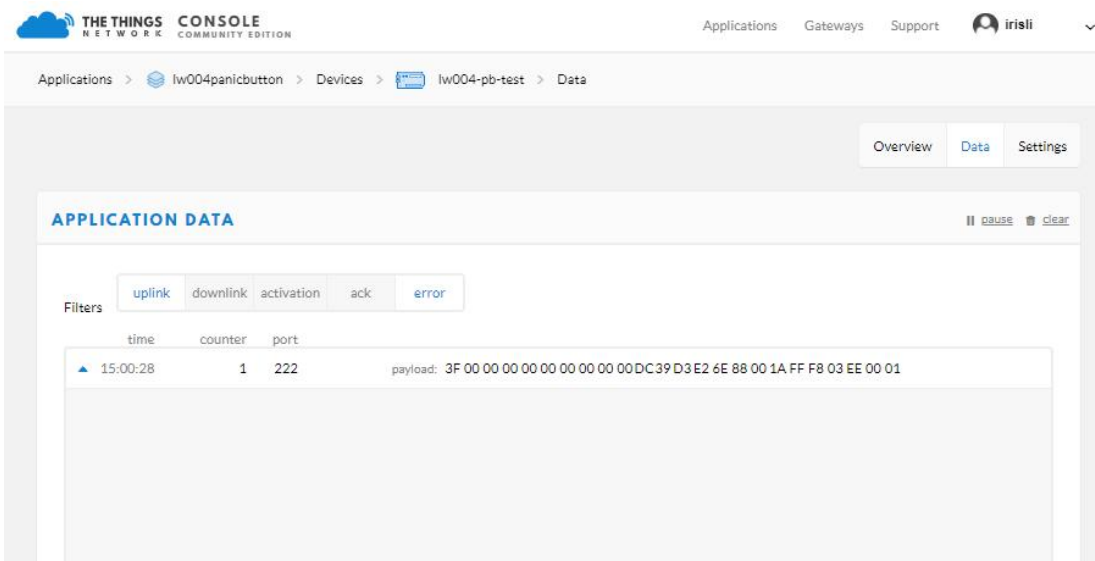 THE THINGS CONSOLE
NETWORK COMMUNITY EDITION
Applications Gateways Support irisli
Applications > lw004panicbutton > Devices > lw004-pb-test > Data
Overview Data Settings
APPLICATION DATA
pause clear
Filters uplink downlink activation ack error
time counter port
15:00:28 1 222 payload: 3F 00 00 00 00 00 00 00 00 00 DC 39 D3 E2 6E 88 00 1A FF F8 03 EE 00 01